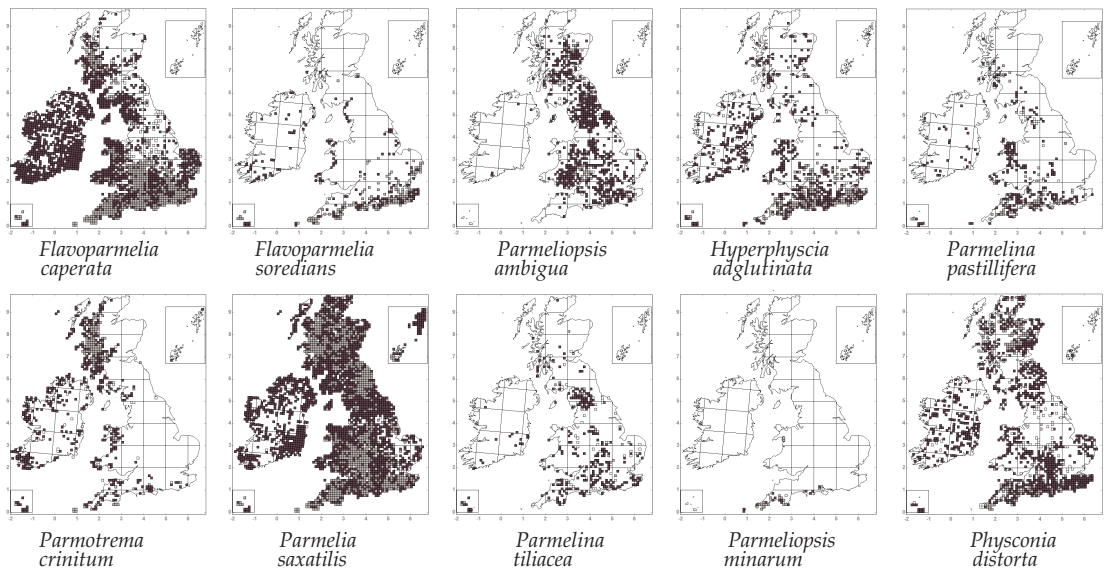 Flavoparmelia
caperata
Flavoparmelia
soredians
Parmeliopsis
ambigua
Hyperphyscia
adglutinata
Parmelina
pastillifera
Parmotrema
crinitum
Parmelia
saxatilis
Parmelina
tiliacea
Parmeliopsis
minarum
Physconia
distorta